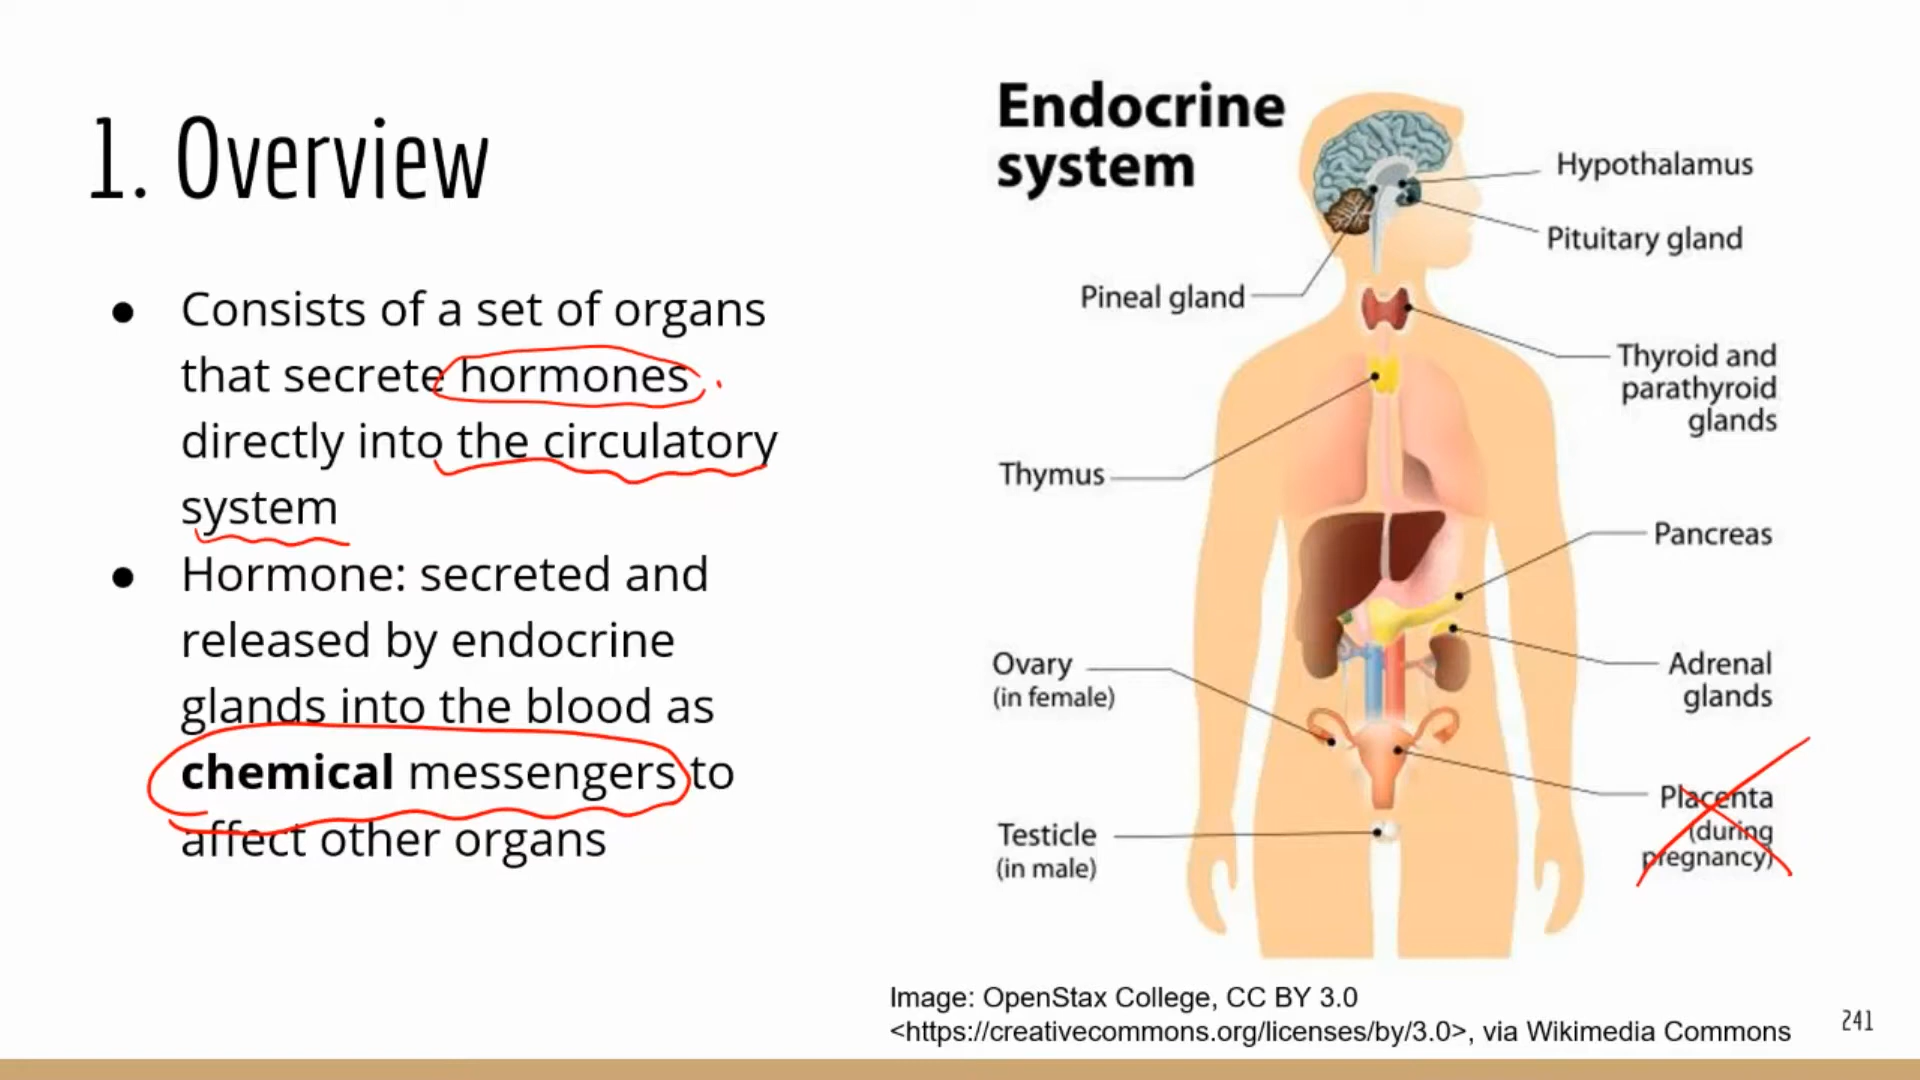 1. Overview
● Consists of a set of organs
that secrete hormones
directly into the circulatory
system
● Hormone: secreted and
released by endocrine
glands into the blood as
chemical messengers to
affect other organs
Endocrine
system
Hypothalamus
Pituitary gland
Pineal gland
Thyroid and
parathyroid
glands
Thymus
Pancreas
Ovary
(in female)
Adrenal
glands
Placenta
(during
pregnancy)
Testicle
(in male)
Image: OpenStax College, CC BY 3.0
<https://creativecommons.org/licenses/by/3.0>, via Wikimedia Commons
241